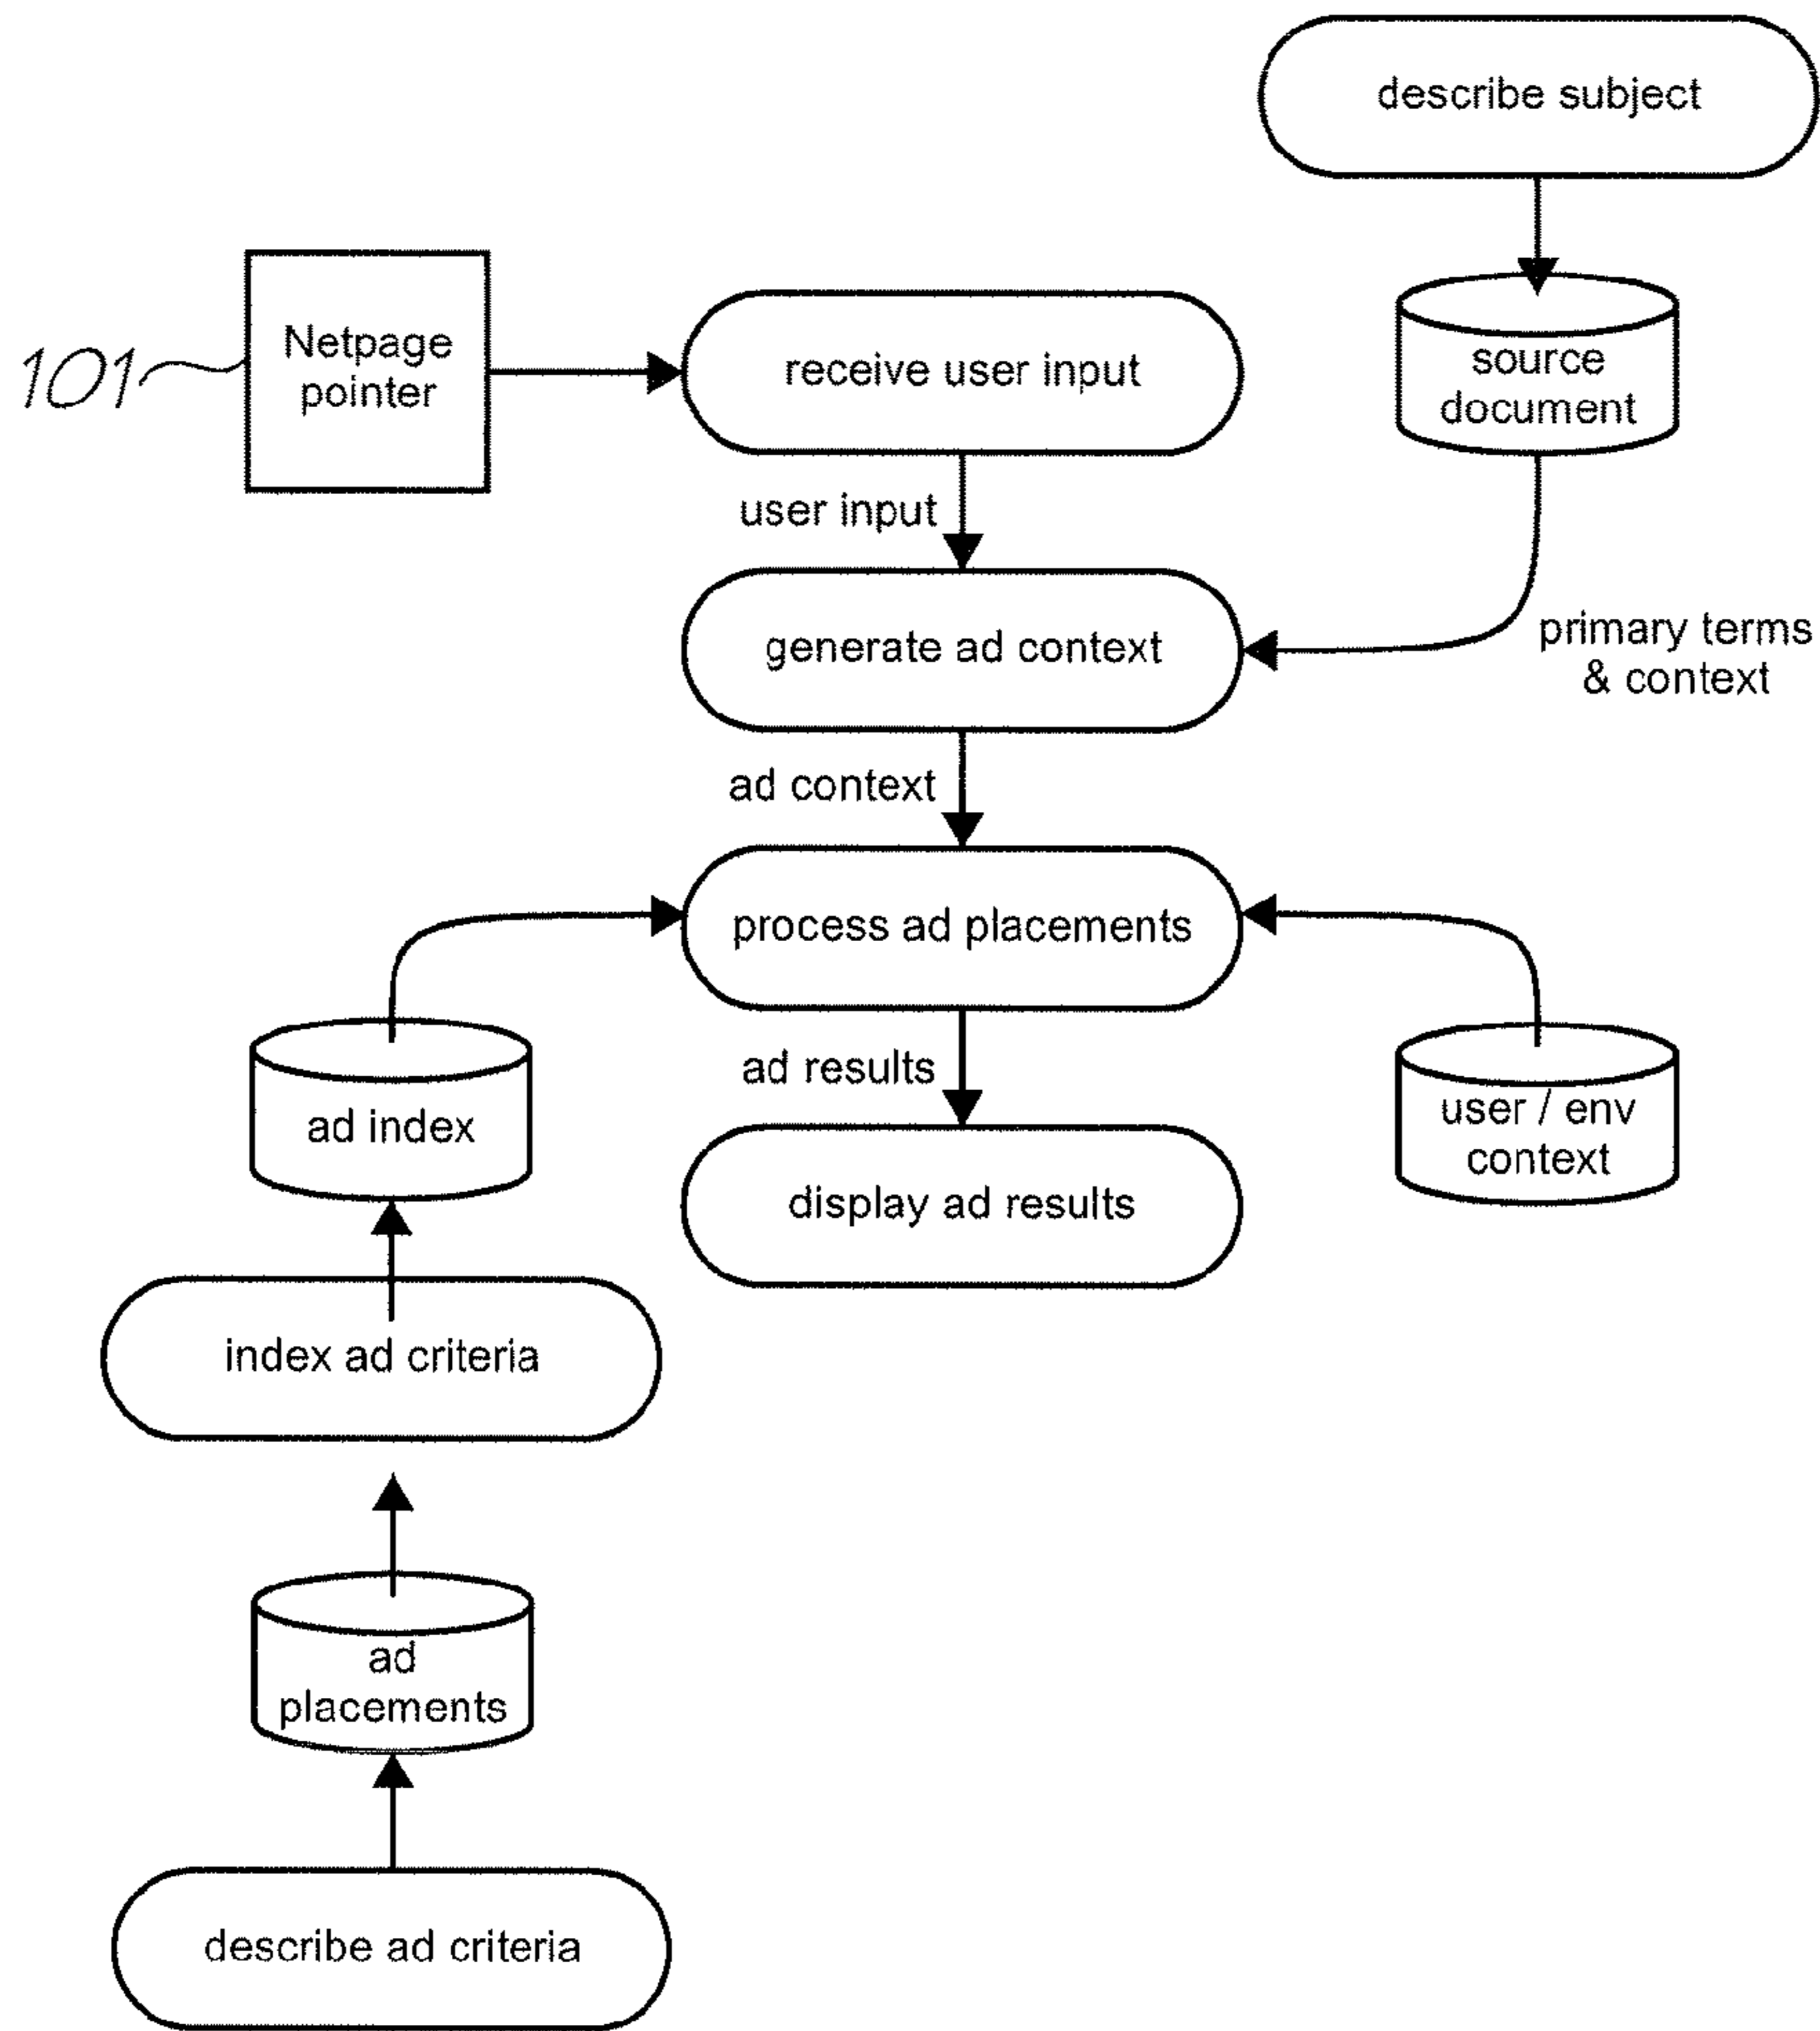 describe subject
Netpage
pointer
101
receive user input
source
document
user input
generate ad context
primary terms
& context
ad context
process ad placements
ad results
ad index
user / env
context
display ad results
index ad criteria
ad
placements
describe ad criteria